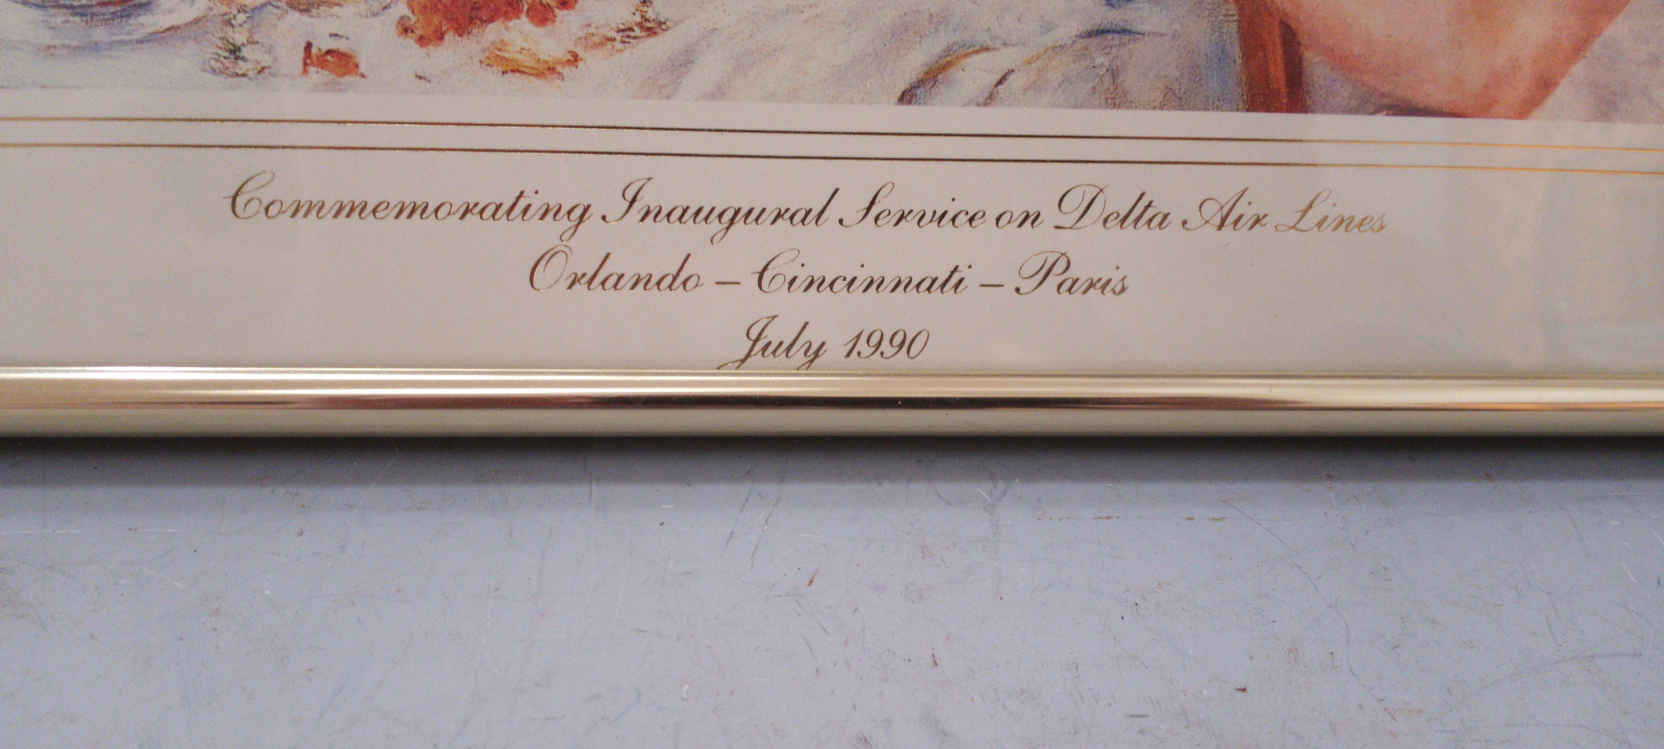 Commemorating Inaugural Service on Delta Air Lines
Orlando – Cincinnati – Paris
July 1990